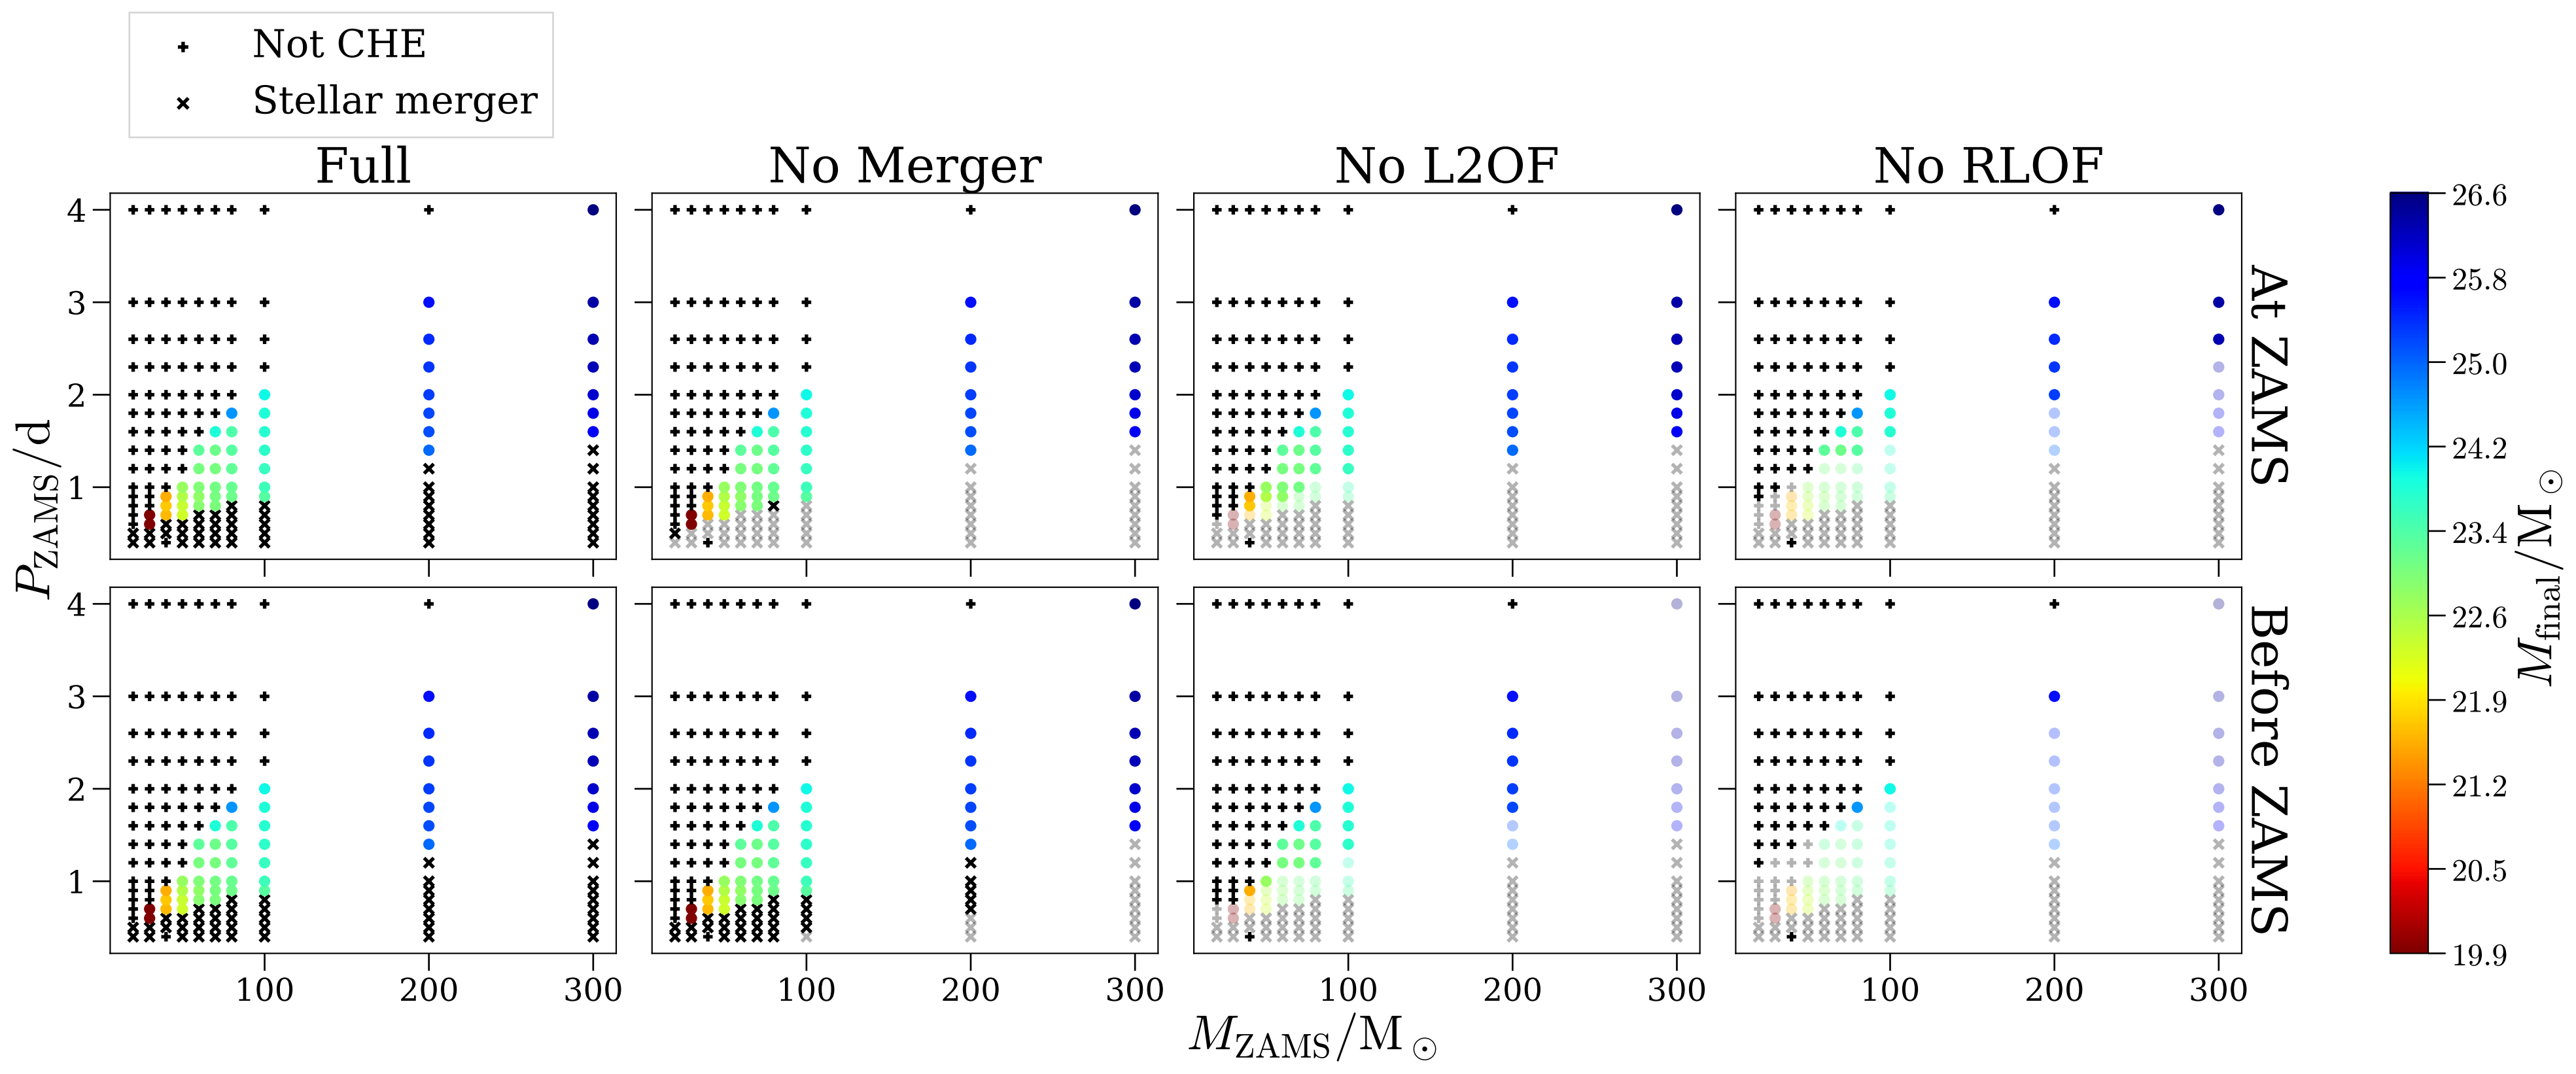 Not CHE
Stellar merger
Full
No Merger
No L2OF
No RLOF
4
3
2
1
At ZAMS
4
3
2
1
Before ZAMS
100 200 300
100 200 300
100 200 300
100 200 300
P_ZAMS/d
M_ZAMS/M⊙
26.6
25.8
25.0
24.2
23.4
22.6
21.9
21.2
20.5
19.9
M_final/M⊙